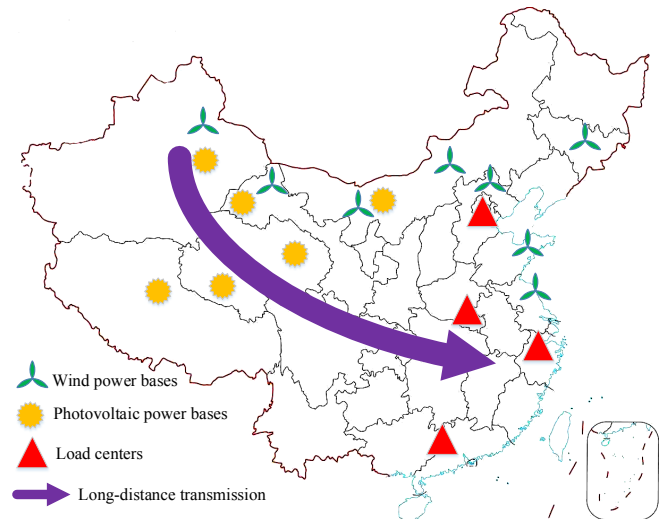 Wind power bases
Photovoltaic power bases
Load centers
Long-distance transmission